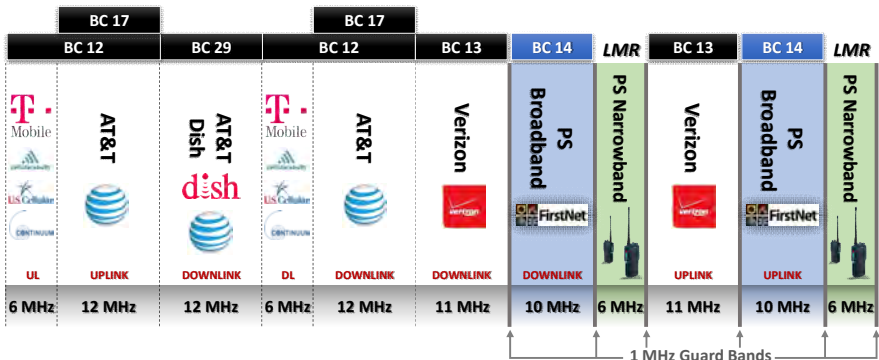 BC 17 BC 17
BC 12 BC 29 BC 12 BC 13 BC 14 LMR BC 13 BC 14 LMR
T Mobile
U.S. Cellular
CONTINUUM
AT&T
AT&T
Dish
dish
T Mobile
U.S. Cellular
CONTINUUM
AT&T
Verizon
verizon
PS
Broadband
FirstNet
PS Narrowband
Verizon
verizon
PS
Broadband
FirstNet
PS Narrowband
UL UPLINK DOWNLINK DL DOWNLINK DOWNLINK DOWNLINK UPLINK UPLINK
6 MHz 12 MHz 12 MHz 6 MHz 12 MHz 11 MHz 10 MHz 6 MHz 11 MHz 10 MHz 6 MHz
1 MHz Guard Bands